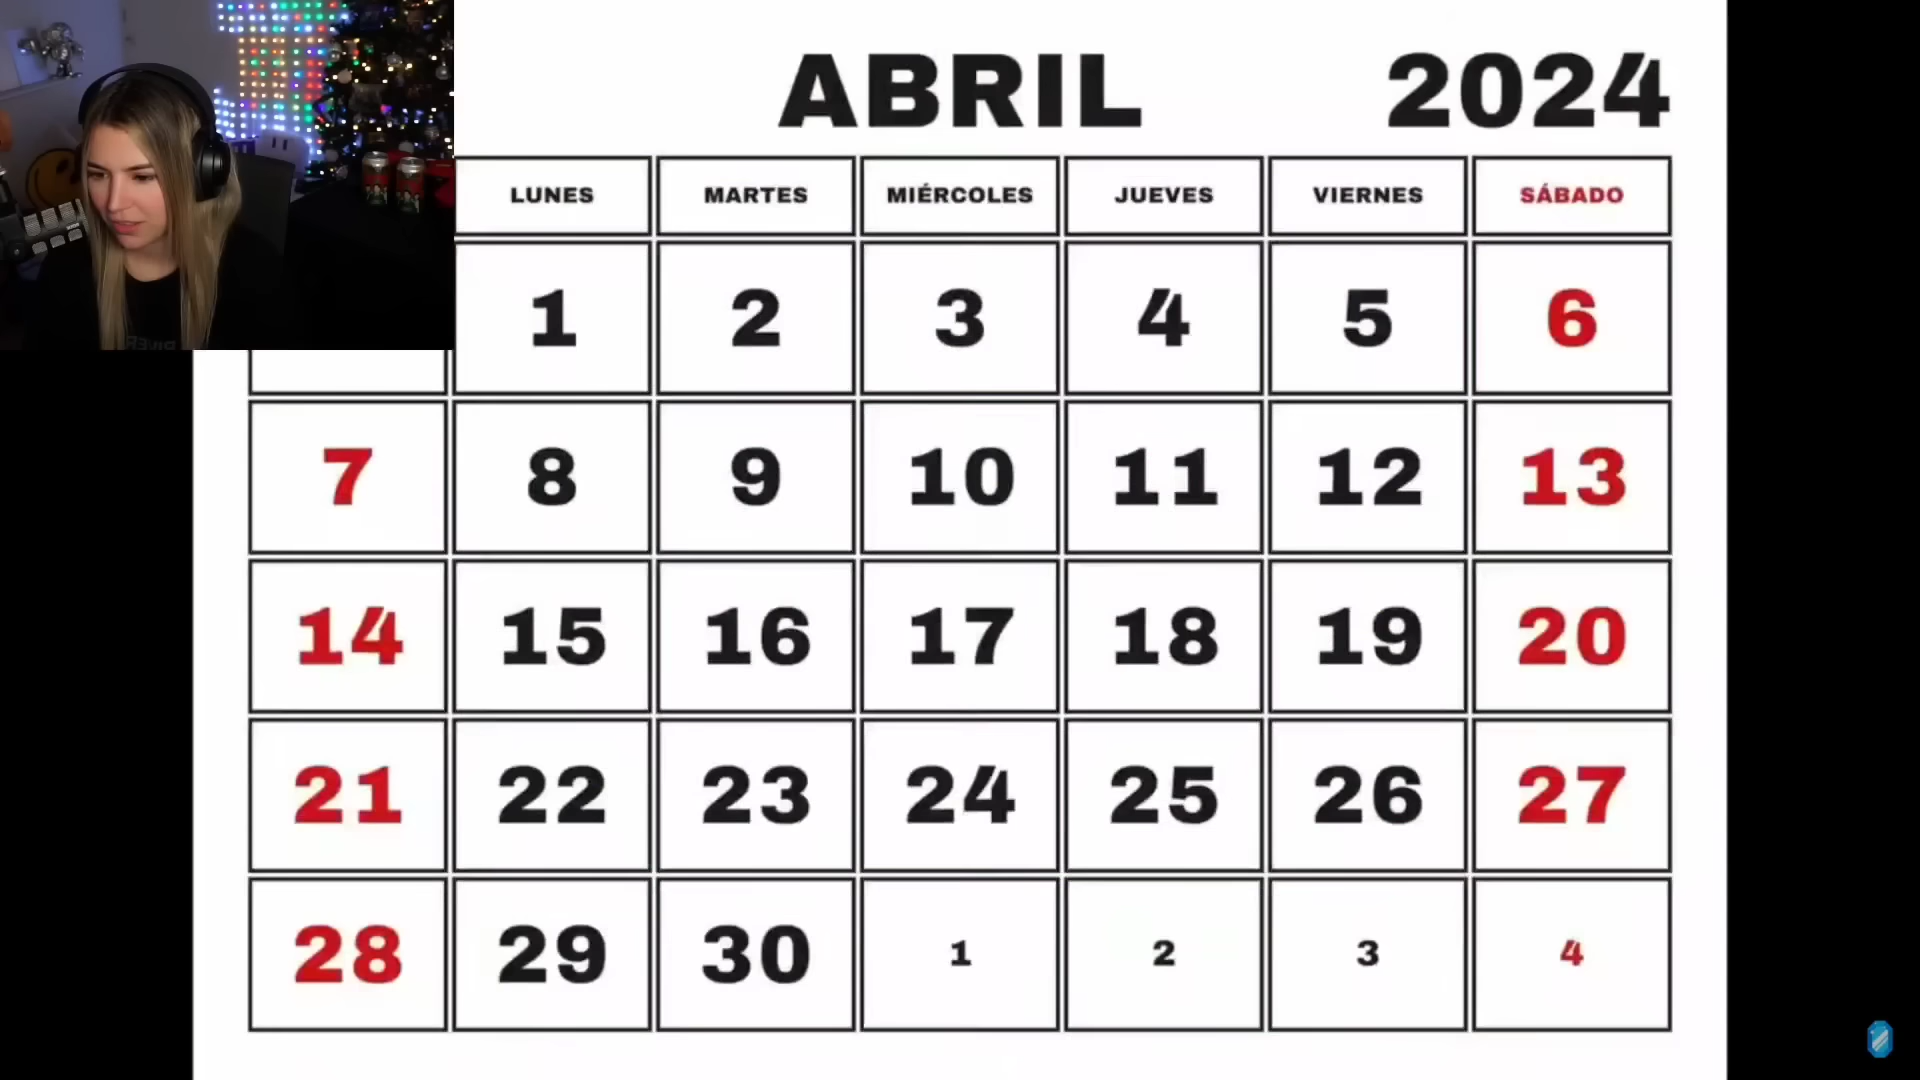 ABRIL 2024
LUNES MARTES MIÉRCOLES JUEVES VIERNES SÁBADO
1 2 3 4 5 6
7 8 9 10 11 12 13
14 15 16 17 18 19 20
21 22 23 24 25 26 27
28 29 30 1 2 3 4